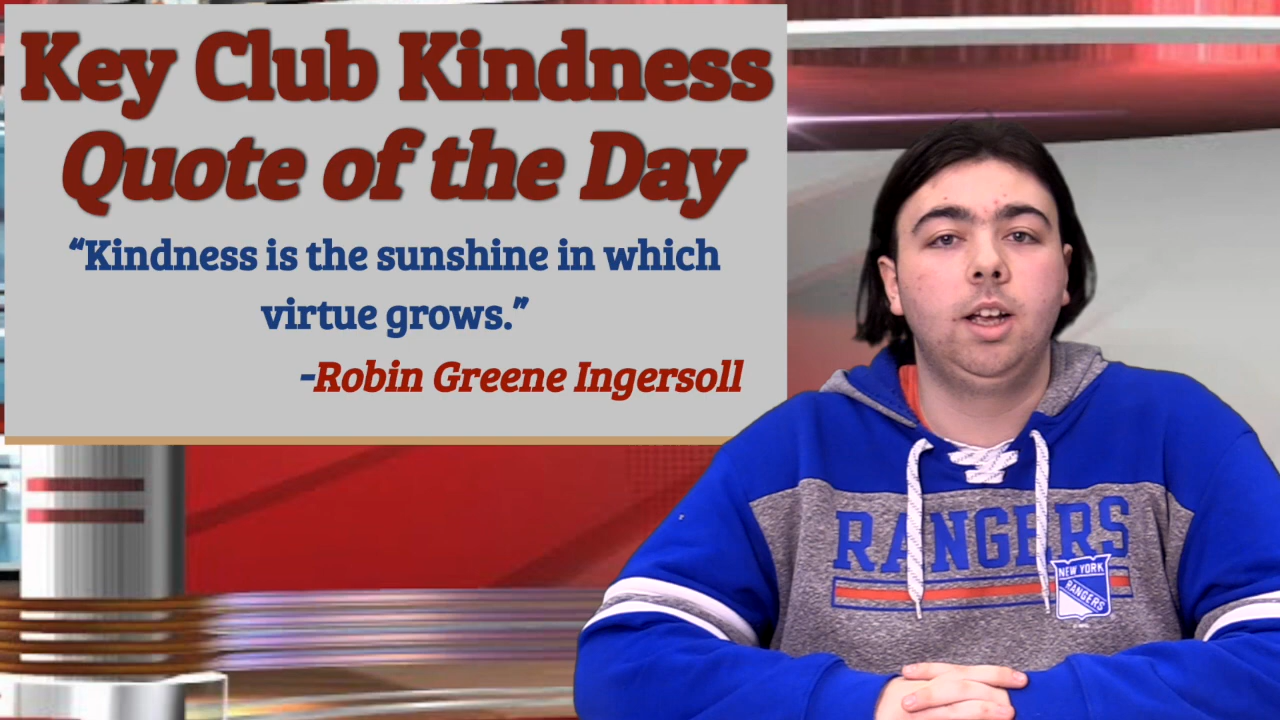 Key Club Kindness
Quote of the Day
“Kindness is the sunshine in which
virtue grows.”
-Robin Greene Ingersoll
RANGERS
NEW YORK
RANGERS